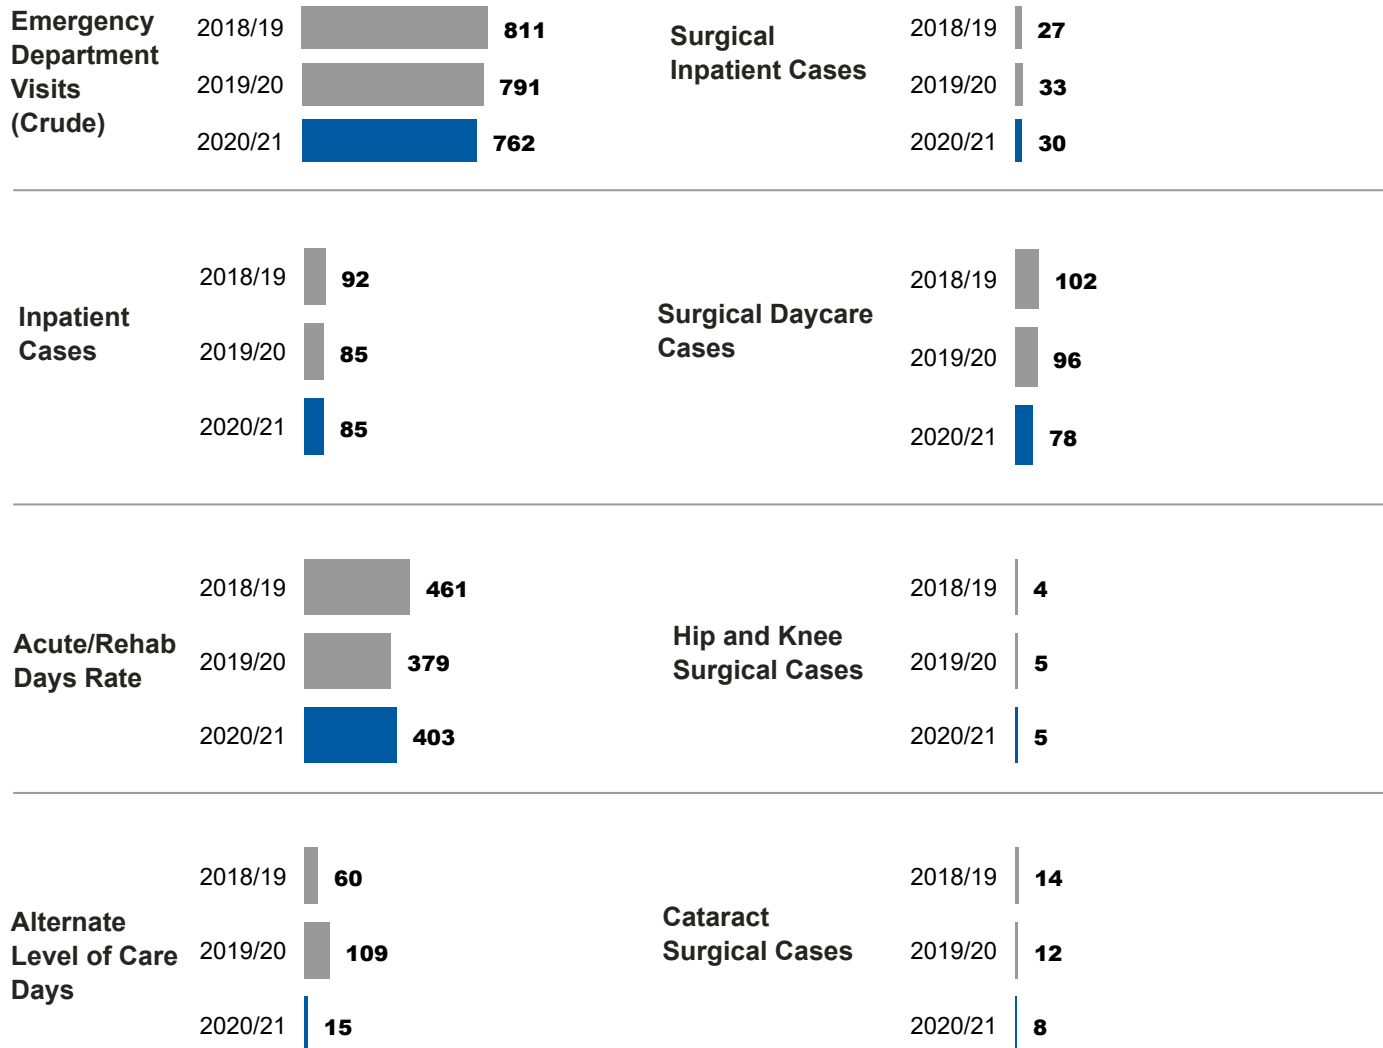 Emergency
Department
Visits
(Crude)
2018/19 811
2019/20 791
2020/21 762
Surgical
Inpatient Cases
2018/19 27
2019/20 33
2020/21 30
Inpatient
Cases
2018/19 92
2019/20 85
2020/21 85
Surgical Daycare
Cases
2018/19 102
2019/20 96
2020/21 78
Acute/Rehab
Days Rate
2018/19 461
2019/20 379
2020/21 403
Hip and Knee
Surgical Cases
2018/19 4
2019/20 5
2020/21 5
Alternate
Level of Care
Days
2018/19 60
2019/20 109
2020/21 15
Cataract
Surgical Cases
2018/19 14
2019/20 12
2020/21 8